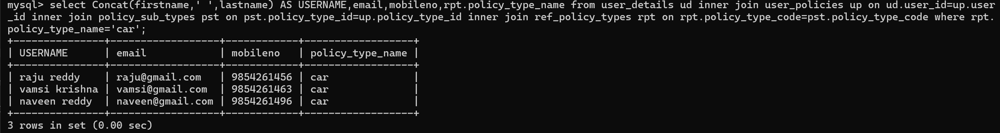 mysql> select Concat(firstname,' ',lastname) AS USERNAME,email,mobileno,rpt.policy_type_name from user_details ud inner join user_policies up on ud.user_id=up.user
_id inner join policy_sub_types pst on pst.policy_type_id=up.policy_type_id inner join ref_policy_types rpt on rpt.policy_type_code=pst.policy_type_code where rpt.
policy_type_name='car';
+---------------+------------------+------------+------------------+
| USERNAME      | email            | mobileno   | policy_type_name |
+---------------+------------------+------------+------------------+
| raju reddy    | raju@gmail.com   | 9854261456 | car              |
| vamsi krishna | vamsi@gmail.com  | 9854261463 | car              |
| naveen reddy  | naveen@gmail.com | 9854261496 | car              |
+---------------+------------------+------------+------------------+
3 rows in set (0.00 sec)